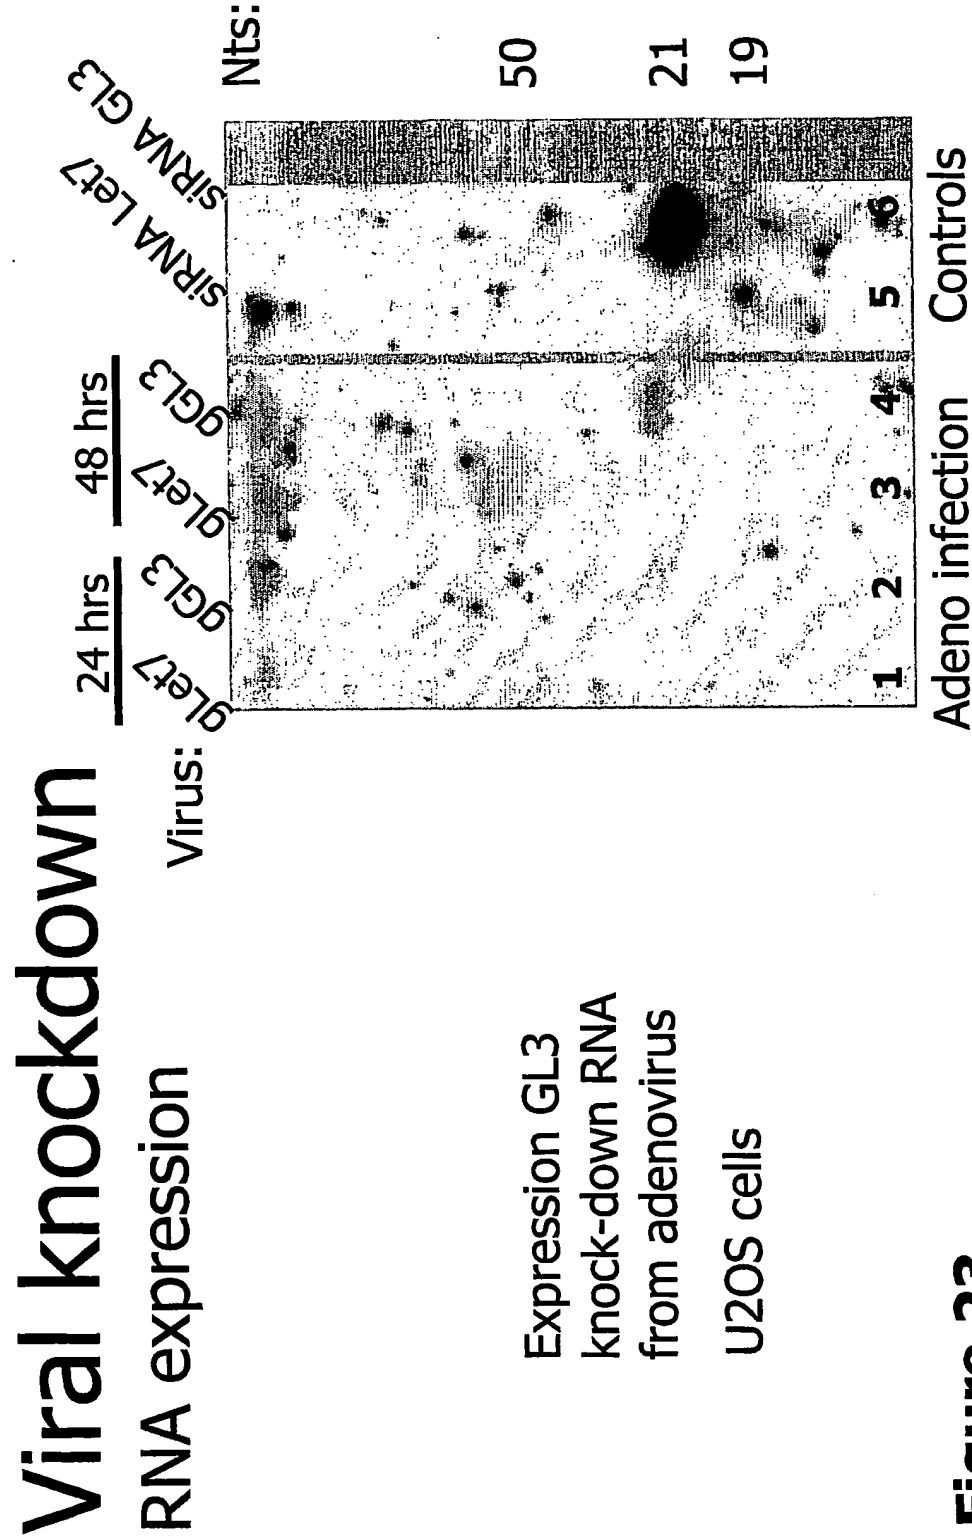 Viral knockdown
RNA expression
24 hrs 48 hrs
Virus: gLet7 gGL3 gLet7 gGL3 siRNA Let7 siRNA GL3
Nts:
50
21
19
Expression GL3
knock-down RNA
from adenovirus
U2OS cells
1 2 3 4 5 6
Adeno infection Controls